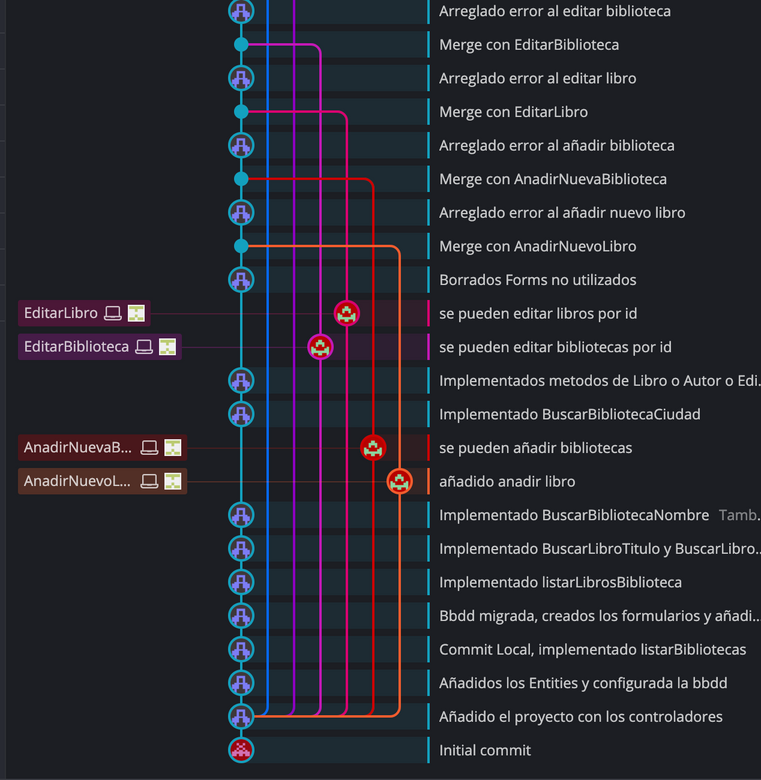 Arreglado error al editar biblioteca
Merge con EditarBiblioteca
Arreglado error al editar libro
Merge con EditarLibro
Arreglado error al añadir biblioteca
Merge con AnadirNuevaBiblioteca
Arreglado error al añadir nuevo libro
Merge con AnadirNuevoLibro
Borrados Forms no utilizados
EditarLibro se pueden editar libros por id
EditarBiblioteca se pueden editar bibliotecas por id
Implementados metodos de Libro o Autor o Edi...
Implementado BuscarBibliotecaCiudad
AnadirNuevaB... se pueden añadir bibliotecas
AnadirNuevoL... añadido anadir libro
Implementado BuscarBibliotecaNombre Tamb...
Implementado BuscarLibroTitulo y BuscarLibro...
Implementado listarLibrosBiblioteca
Bbdd migrada, creados los formularios y añadi...
Commit Local, implementado listarBibliotecas
Añadidos los Entities y configurada la bbdd
Añadido el proyecto con los controladores
Initial commit